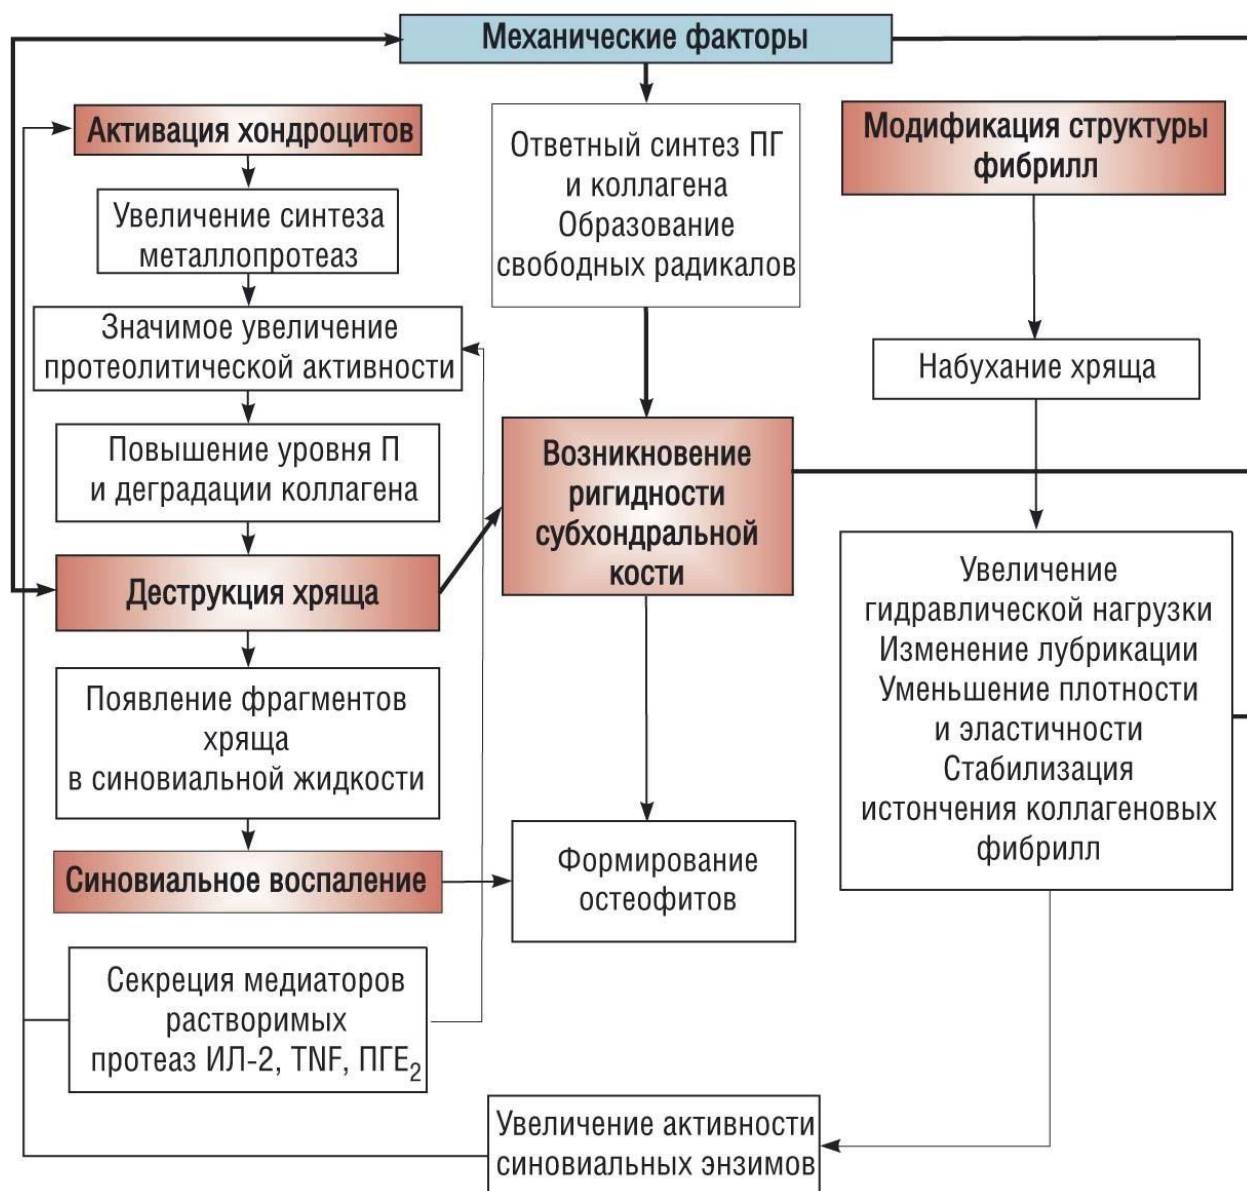 Механические факторы
Активация хондроцитов
Увеличение синтеза
металлопротеаз
Значимое увеличение
протеолитической активности
Повышение уровня П
и деградации коллагена
Деструкция хряща
Появление фрагментов
хряща
в синовиальной жидкости
Синовиальное воспаление
Секреция медиаторов
растворимых
протеаз ИЛ-2, TNF, ПГЕ₂
Ответный синтез ПГ
и коллагена
Образование
свободных радикалов
Возникновение
ригидности
субхондральной
кости
Формирование
остеофитов
Увеличение активности
синовиальных энзимов
Модификация структуры
фибрилл
Набухание хряща
Увеличение
гидравлической нагрузки
Изменение лубрикации
Уменьшение плотности
и эластичности
Стабилизация
истончения коллагеновых
фибрилл